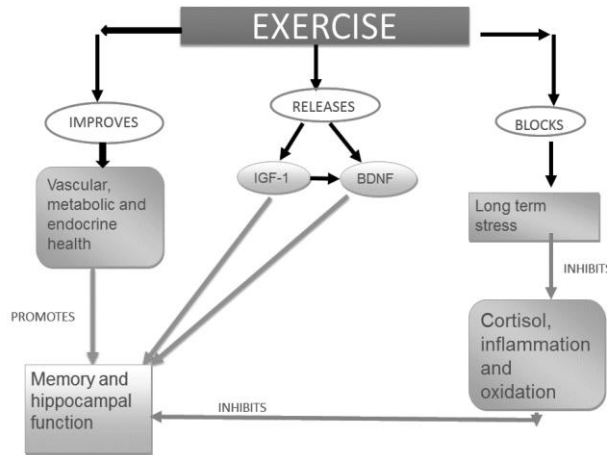 EXERCISE
IMPROVES
RELEASES
BLOCKS
IGF-1
BDNF
Vascular,
metabolic and
endocrine
health
Long term
stress
INHIBITS
PROMOTES
Cortisol,
inflammation
and
oxidation
Memory and
hippocampal
function
INHIBITS